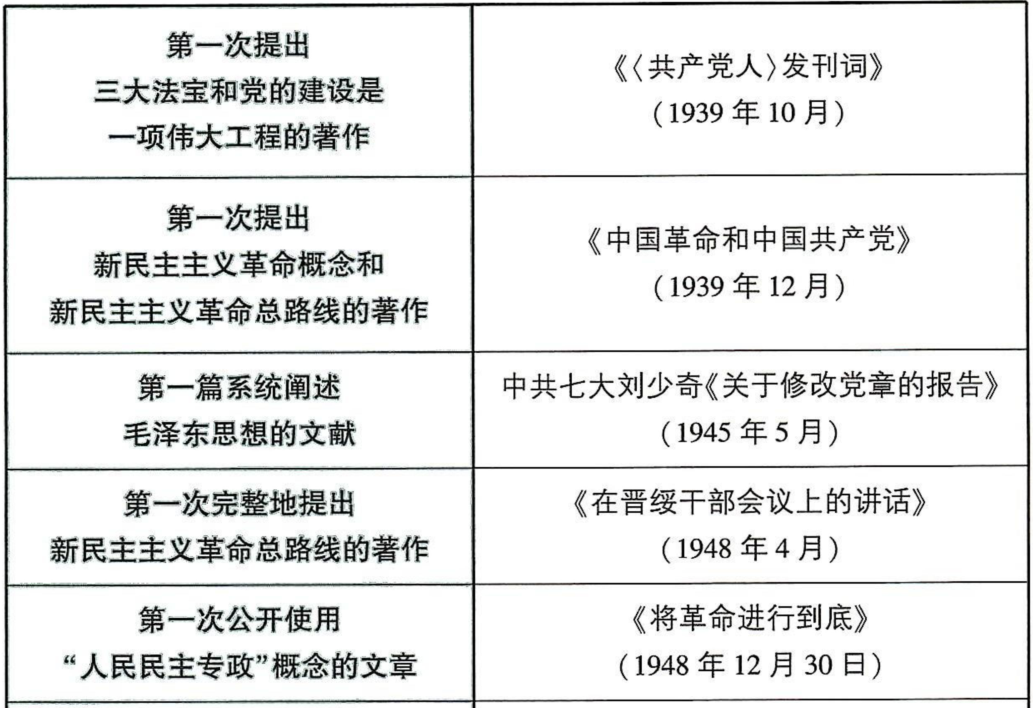 第一次提出
三大法宝和党的建设是
一项伟大工程的著作
《〈共产党人〉发刊词》
(1939 年 10 月)
第一次提出
新民主主义革命概念和
新民主主义革命总路线的著作
《中国革命和中国共产党》
(1939 年 12 月)
第一篇系统阐述
毛泽东思想的文献
中共七大刘少奇《关于修改党章的报告》
(1945 年 5 月)
第一次完整地提出
新民主主义革命总路线的著作
《在晋绥干部会议上的讲话》
(1948 年 4 月)
第一次公开使用
“人民民主专政”概念的文章
《将革命进行到底》
(1948 年 12 月 30 日)